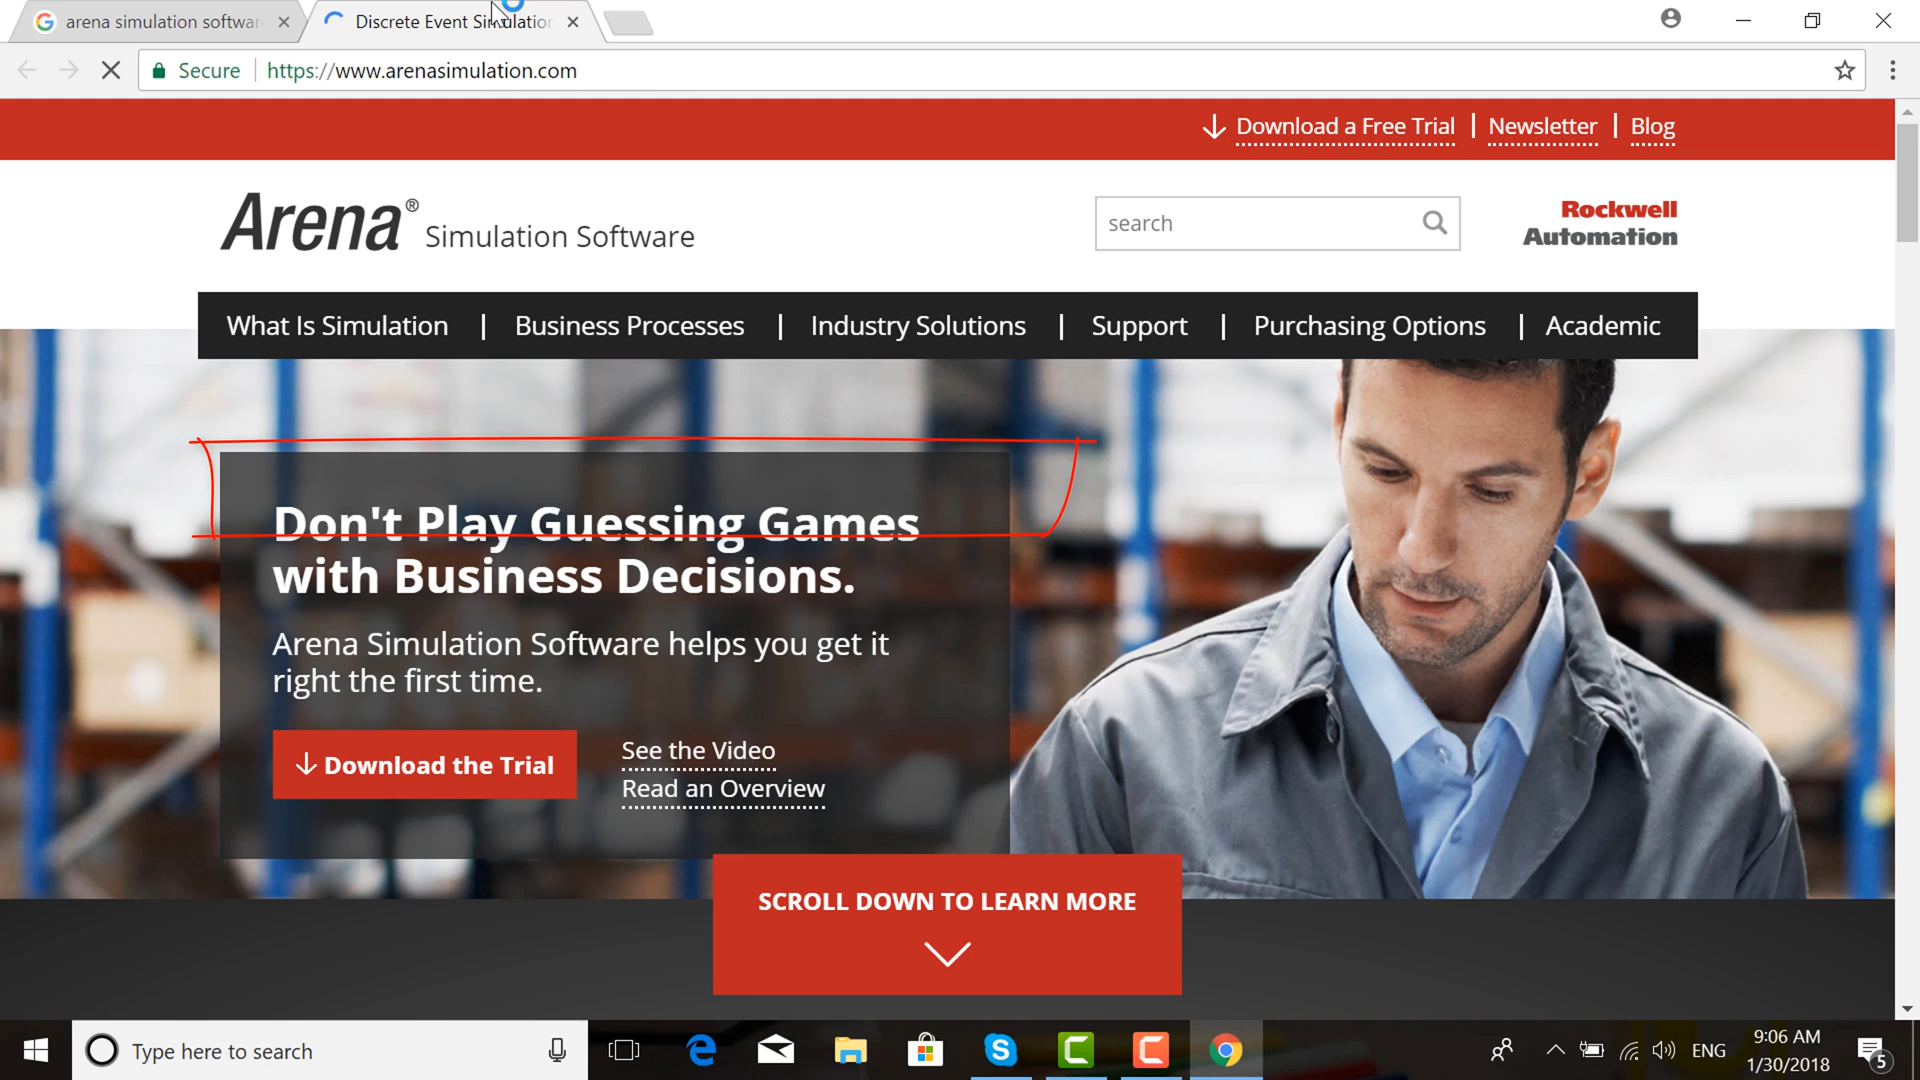 arena simulation softwar
Discrete Event Simulation
Secure
https://www.arenasimulation.com
Download a Free Trial | Newsletter | Blog
Arena® Simulation Software
search
Rockwell
Automation
What Is Simulation | Business Processes | Industry Solutions | Support | Purchasing Options | Academic
Don't Play Guessing Games
with Business Decisions.
Arena Simulation Software helps you get it
right the first time.
Download the Trial
See the Video
Read an Overview
SCROLL DOWN TO LEARN MORE
Type here to search
ENG
9:06 AM
1/30/2018
5